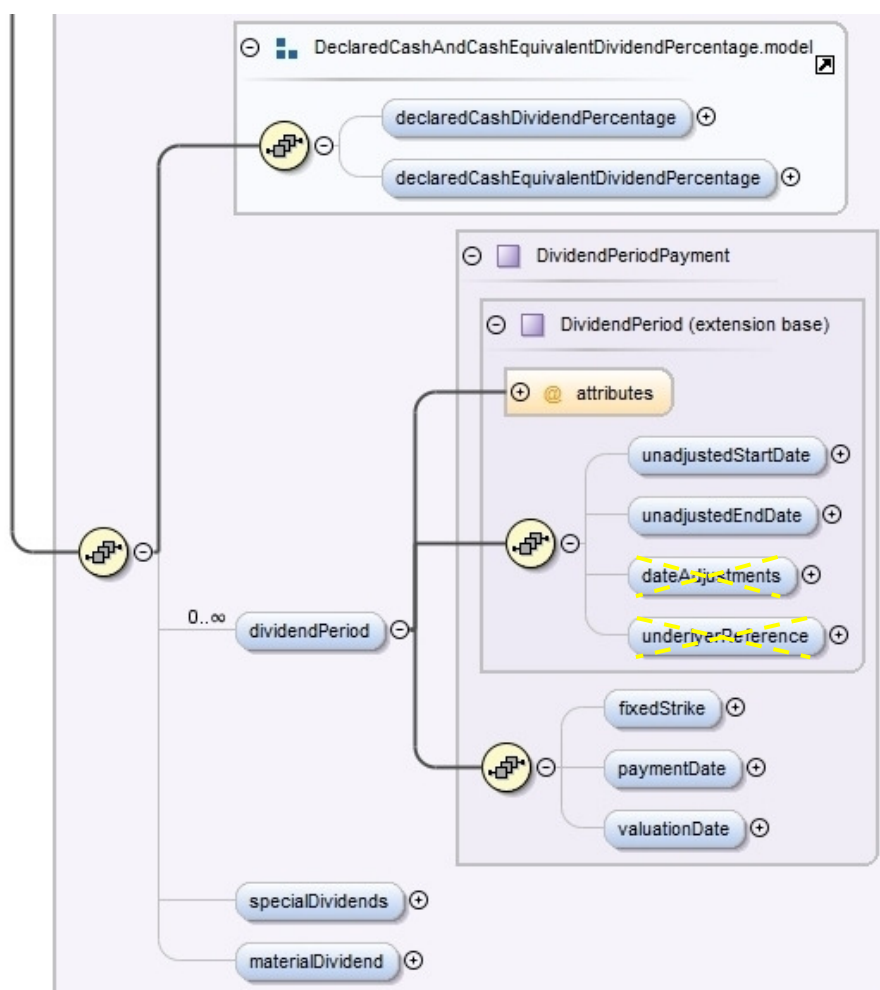 DeclaredCashAndCashEquivalentDividendPercentage.model
declaredCashDividendPercentage
declaredCashEquivalentDividendPercentage
DividendPeriodPayment
DividendPeriod (extension base)
@ attributes
unadjustedStartDate
unadjustedEndDate
dateAdjustments
0..∞
dividendPeriod
underlyerReference
fixedStrike
paymentDate
valuationDate
specialDividends
materialDividend